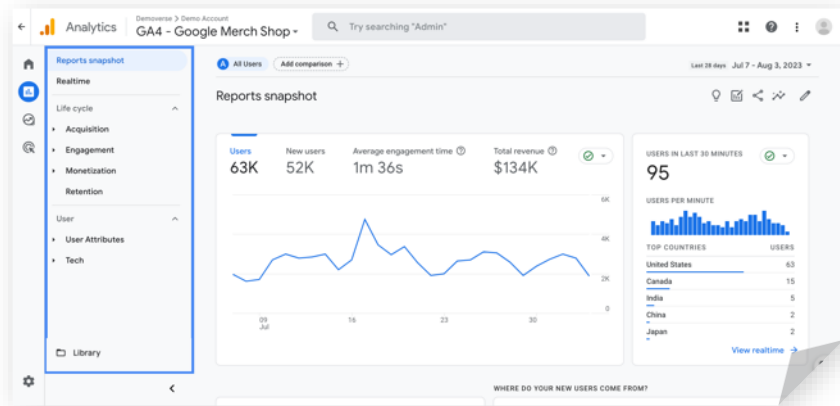 Analytics
Demoverse > Demo Account
GA4 - Google Merch Shop
Try searching "Admin"
Reports snapshot
Realtime
Life cycle
Acquisition
Engagement
Monetization
Retention
User
User Attributes
Tech
Library
A All Users
Add comparison +
Last 28 days Jul 7 - Aug 3, 2023
Reports snapshot
Users
63K
New users
52K
Average engagement time
1m 36s
Total revenue
$134K
6K
4K
2K
0
09
Jul
16
23
30
USERS IN LAST 30 MINUTES
95
USERS PER MINUTE
TOP COUNTRIES USERS
United States 63
Canada 15
India 5
China 2
Japan 2
View realtime
WHERE DO YOUR NEW USERS COME FROM?